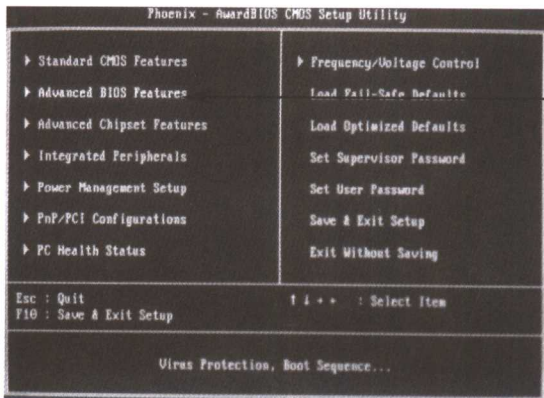 Phoenix - AwardBIOS CMOS Setup Utility
▶ Standard CMOS Features
▶ Advanced BIOS Features
▶ Advanced Chipset Features
▶ Integrated Peripherals
▶ Power Management Setup
▶ PnP/PCI Configurations
▶ PC Health Status
▶ Frequency/Voltage Control
Load Fail-Safe Defaults
Load Optimized Defaults
Set Supervisor Password
Set User Password
Save & Exit Setup
Exit Without Saving
Esc : Quit
F10 : Save & Exit Setup
↑ ↓ → ← : Select Item
Virus Protection, Boot Sequence...